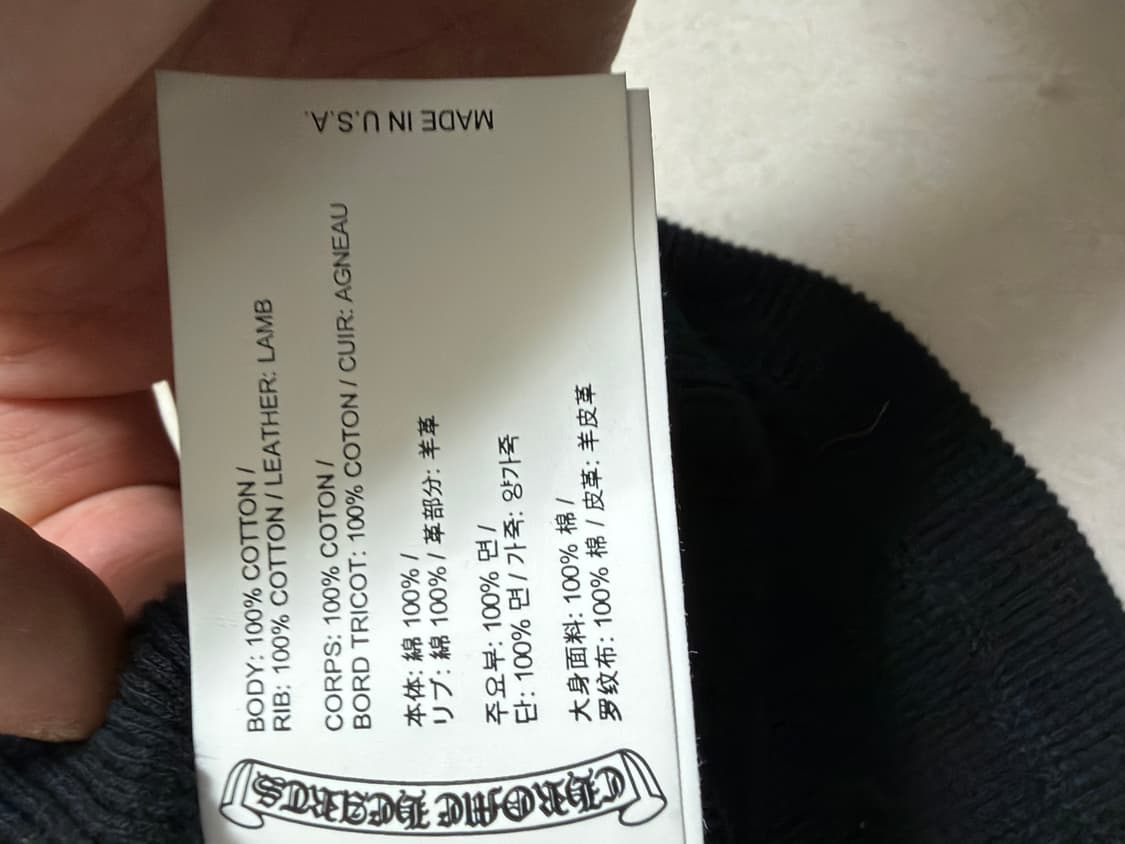 BODY: 100% COTTON /
RIB: 100% COTTON / LEATHER: LAMB
CORPS: 100% COTON /
BORD TRICOT: 100% COTON / CUIR: AGNEAU
本体: 綿 100% /
リブ: 綿 100% / 革部分: 羊革
주요부: 100% 면 /
단: 100% 면 / 가죽: 양가죽
大身面料: 100% 棉 /
罗纹布: 100% 棉 / 皮革: 羊皮革
MADE IN U.S.A.
CHROME HEARTS